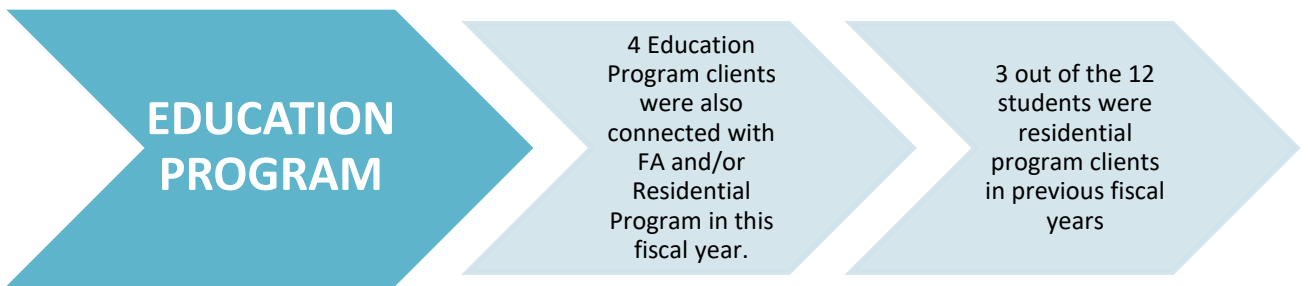 EDUCATION
PROGRAM
4 Education
Program clients
were also
connected with
FA and/or
Residential
Program in this
fiscal year.
3 out of the 12
students were
residential
program clients
in previous fiscal
years